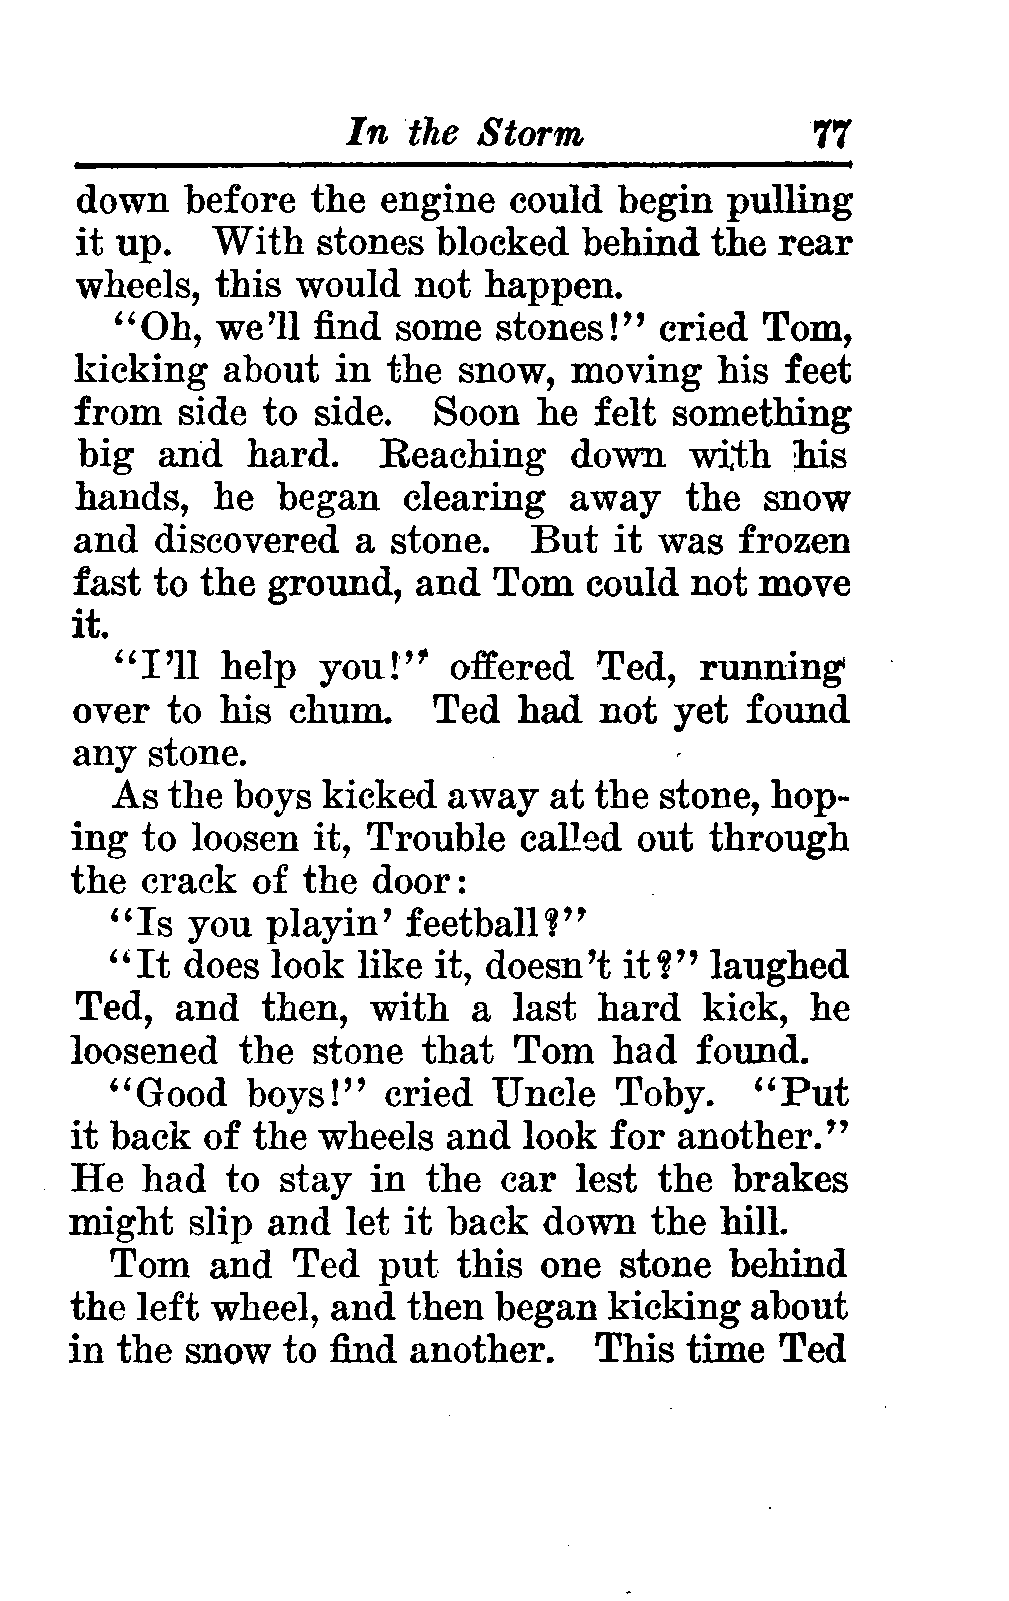 In the Storm 77
down before the engine could begin pulling
it up. With stones blocked behind the rear
wheels, this would not happen.
“Oh, we’ll find some stones!” cried Tom,
kicking about in the snow, moving his feet
from side to side. Soon he felt something
big and hard. Reaching down with his
hands, he began clearing away the snow
and discovered a stone. But it was frozen
fast to the ground, and Tom could not move
it.
“I’ll help you!” offered Ted, running
over to his chum. Ted had not yet found
any stone.
As the boys kicked away at the stone, hop-
ing to loosen it, Trouble called out through
the crack of the door:
“Is you playin’ feetball?”
“It does look like it, doesn’t it?” laughed
Ted, and then, with a last hard kick, he
loosened the stone that Tom had found.
“Good boys!” cried Uncle Toby. “Put
it back of the wheels and look for another.”
He had to stay in the car lest the brakes
might slip and let it back down the hill.
Tom and Ted put this one stone behind
the left wheel, and then began kicking about
in the snow to find another. This time Ted